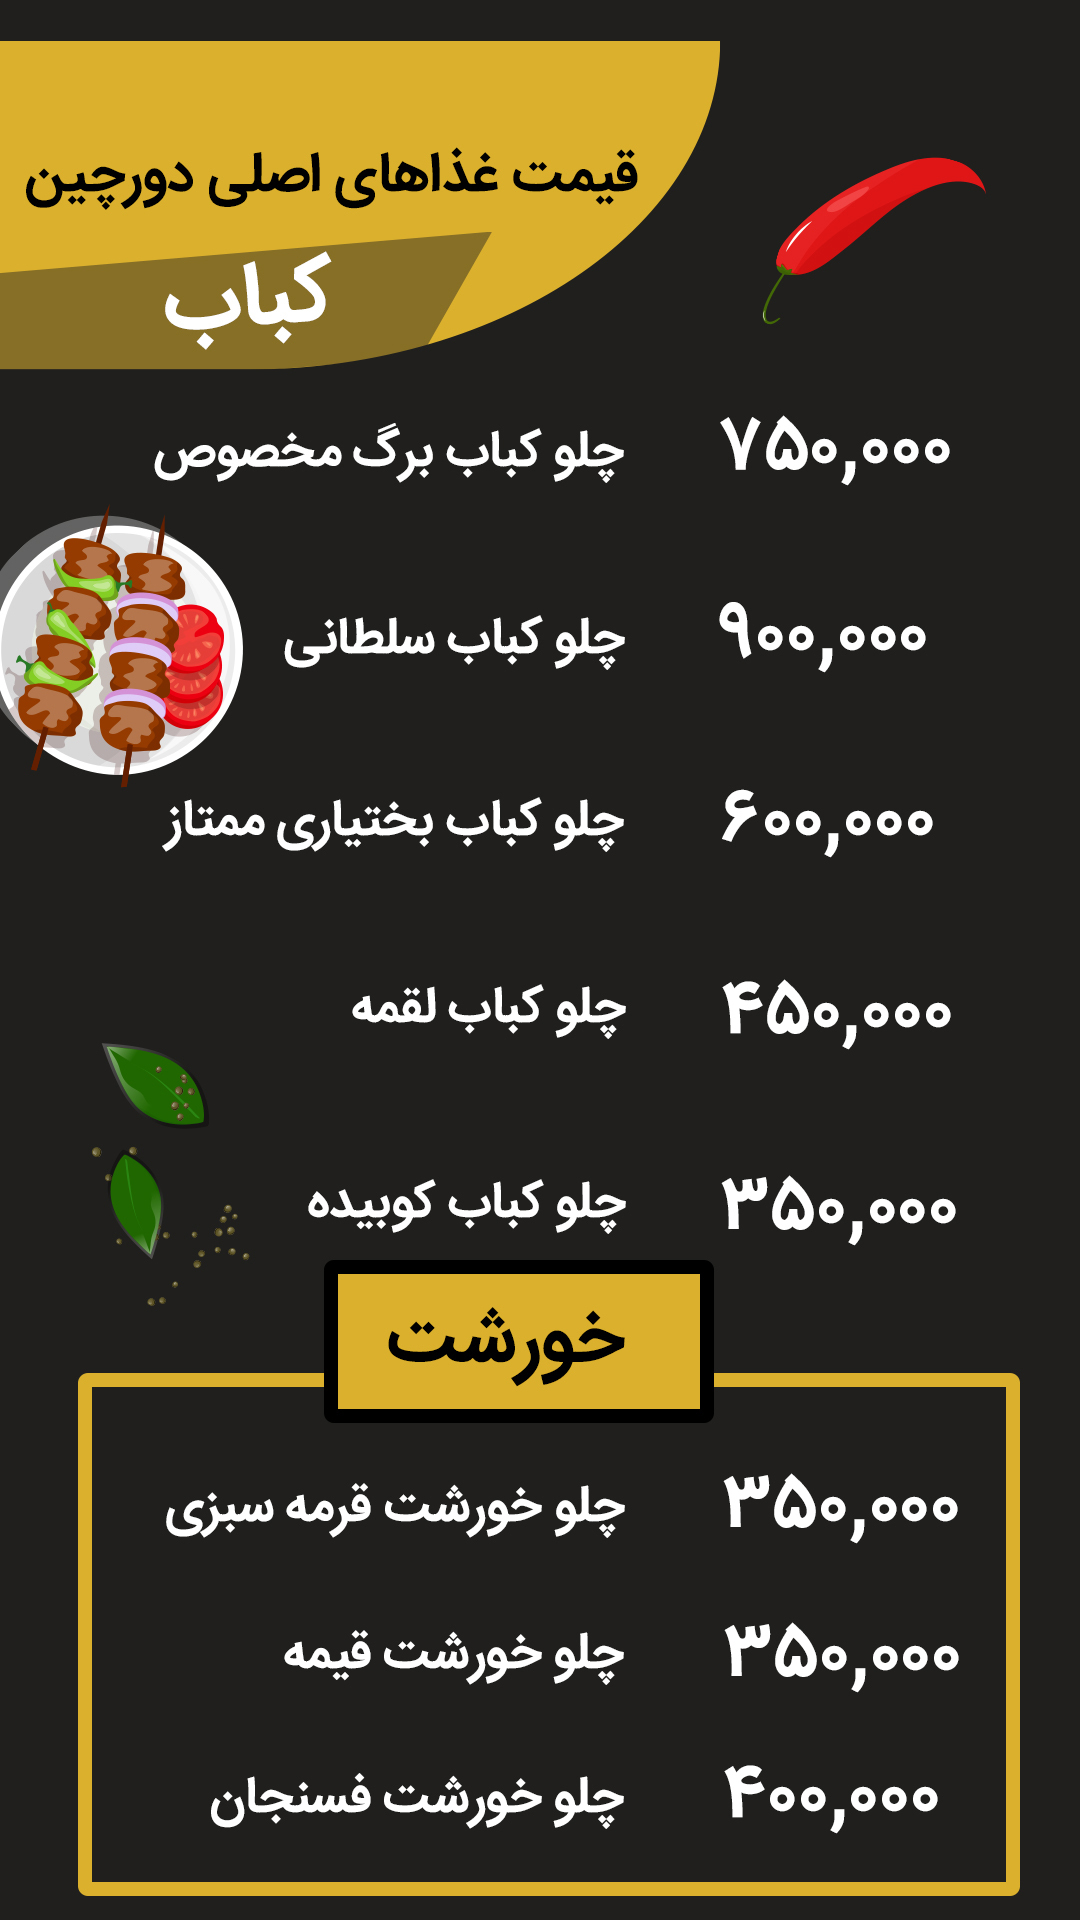 قیمت غذاهای اصلی دورچین
کباب
چلو کباب برگ مخصوص ۷۵۰,۰۰۰
چلو کباب سلطانی ۹۰۰,۰۰۰
چلو کباب بختیاری ممتاز ۶۰۰,۰۰۰
چلو کباب لقمه ۴۵۰,۰۰۰
چلو کباب کوبیده ۳۵۰,۰۰۰
خورشت
چلو خورشت قرمه سبزی ۳۵۰,۰۰۰
چلو خورشت قیمه ۳۵۰,۰۰۰
چلو خورشت فسنجان ۴۰۰,۰۰۰